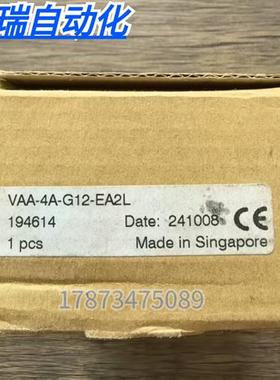 瑞自动化
VAA-4A-G12-EA2L
194614 Date: 241008 CE
1 pcs Made in Singapore
17873475089